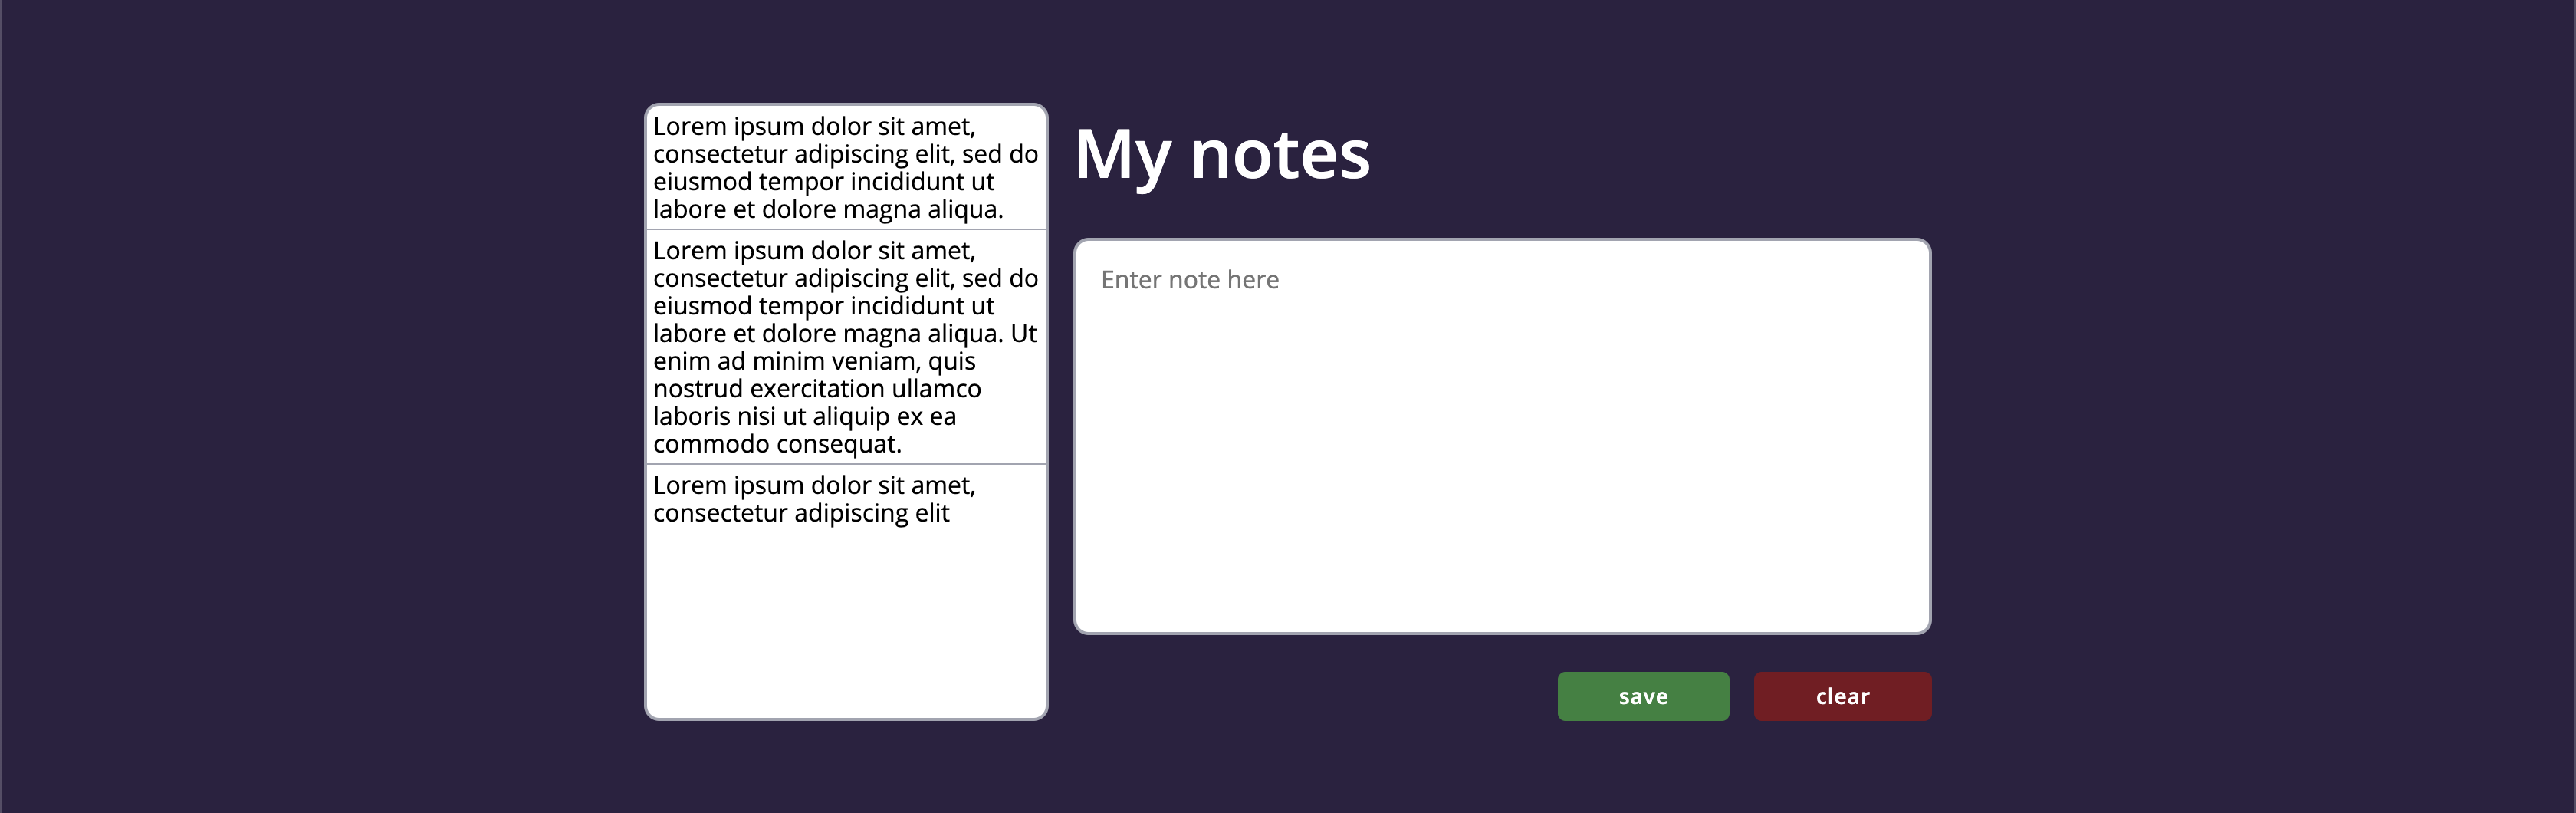 Lorem ipsum dolor sit amet,
consectetur adipiscing elit, sed do
eiusmod tempor incididunt ut
labore et dolore magna aliqua.
Lorem ipsum dolor sit amet,
consectetur adipiscing elit, sed do
eiusmod tempor incididunt ut
labore et dolore magna aliqua. Ut
enim ad minim veniam, quis
nostrud exercitation ullamco
laboris nisi ut aliquip ex ea
commodo consequat.
Lorem ipsum dolor sit amet,
consectetur adipiscing elit
My notes
Enter note here
save
clear